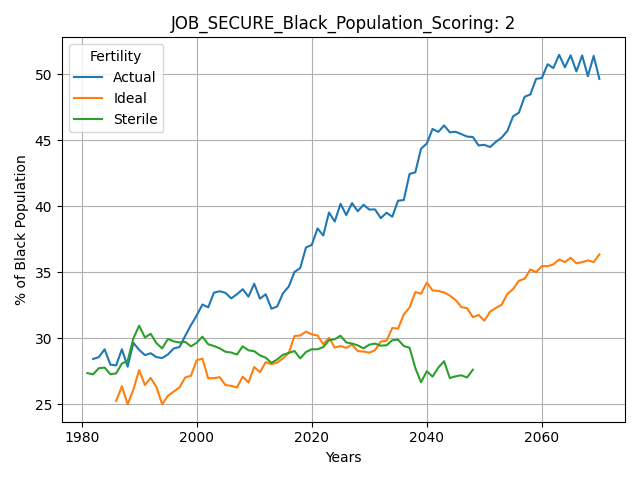 JOB_SECURE_Black_Population_Scoring: 2
Fertility
Actual
Ideal
Sterile
% of Black Population
50
45
40
35
30
25
1980 2000 2020 2040 2060
Years